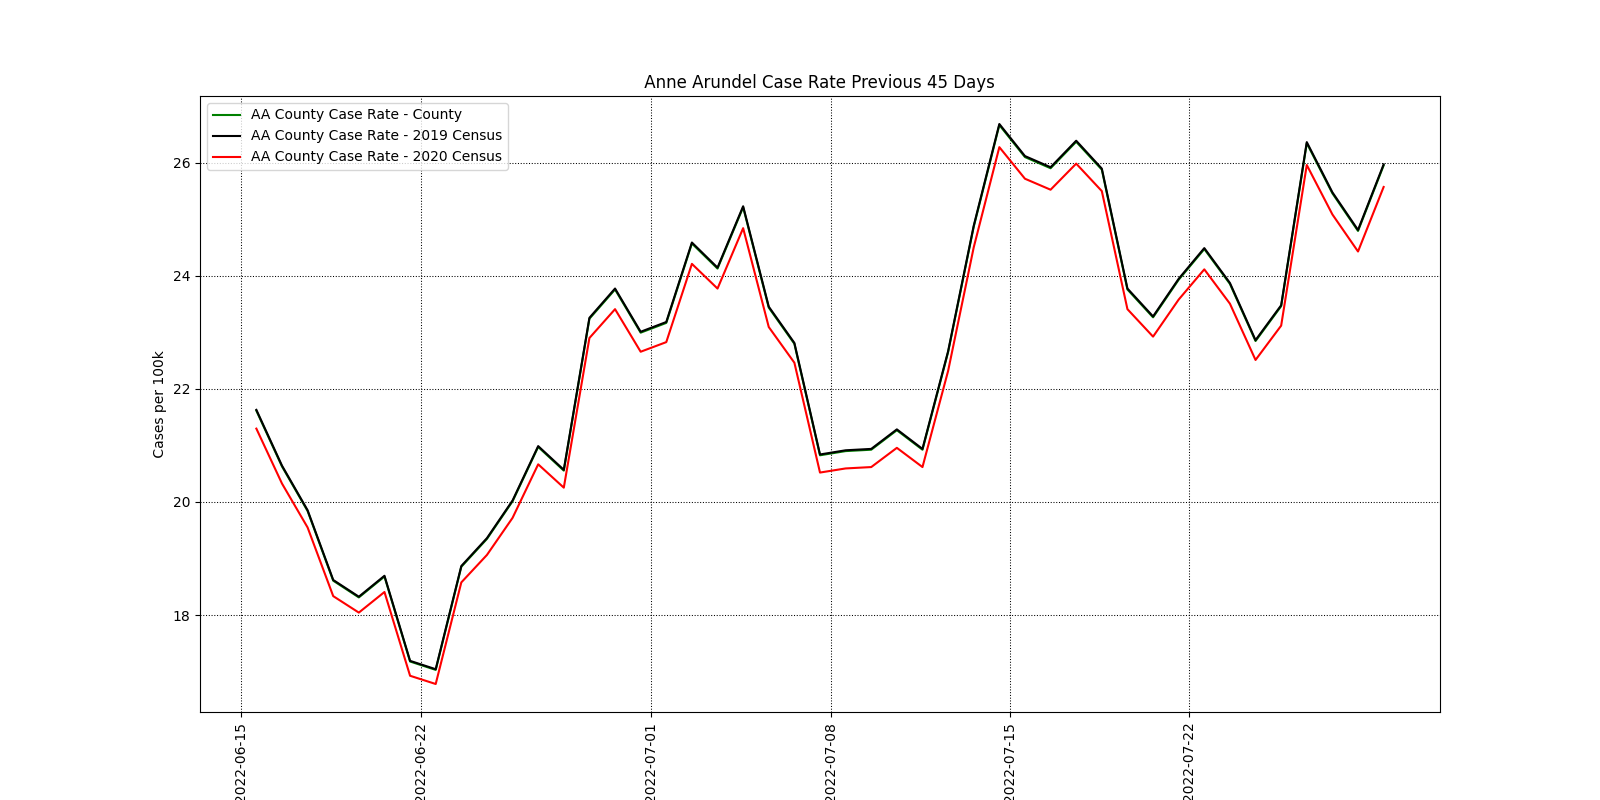 Anne Arundel Case Rate Previous 45 Days
AA County Case Rate - County
AA County Case Rate - 2019 Census
AA County Case Rate - 2020 Census
Cases per 100k
26
24
22
20
18
2022-06-15
2022-06-22
2022-07-01
2022-07-08
2022-07-15
2022-07-22